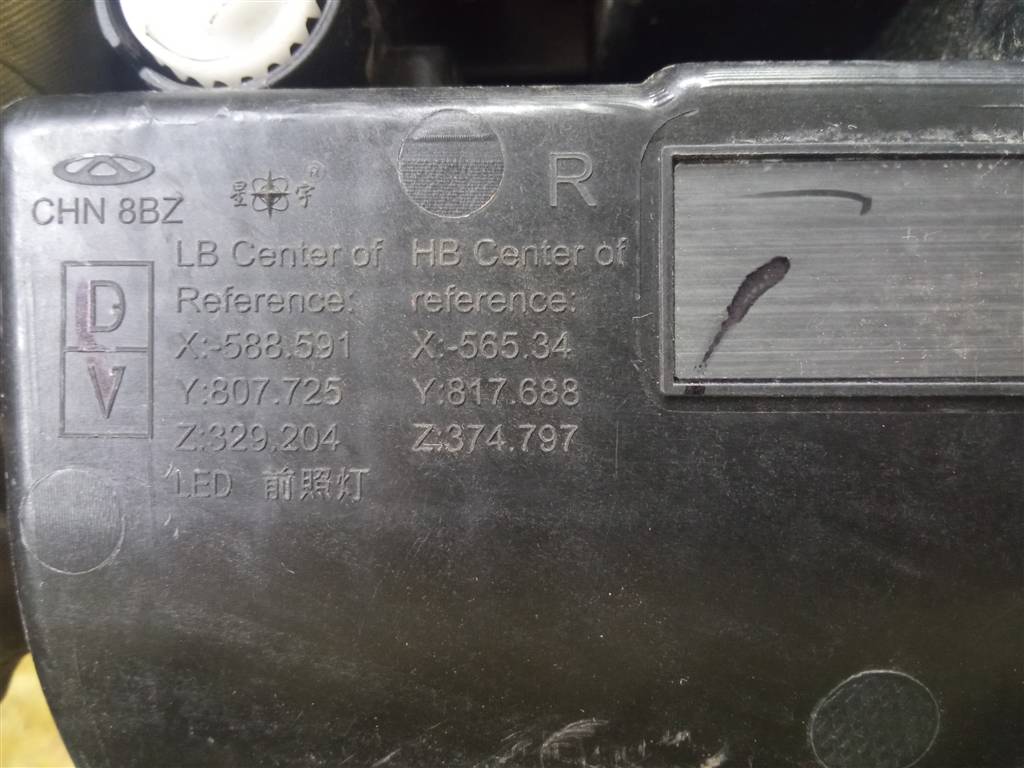 CHN 8BZ
星宇®
R
D
V
LB Center of
Reference:
X:-588.591
Y:807.725
Z:329.204
HB Center of
reference:
X:-565.34
Y:817.688
Z:374.797
LED 前照灯